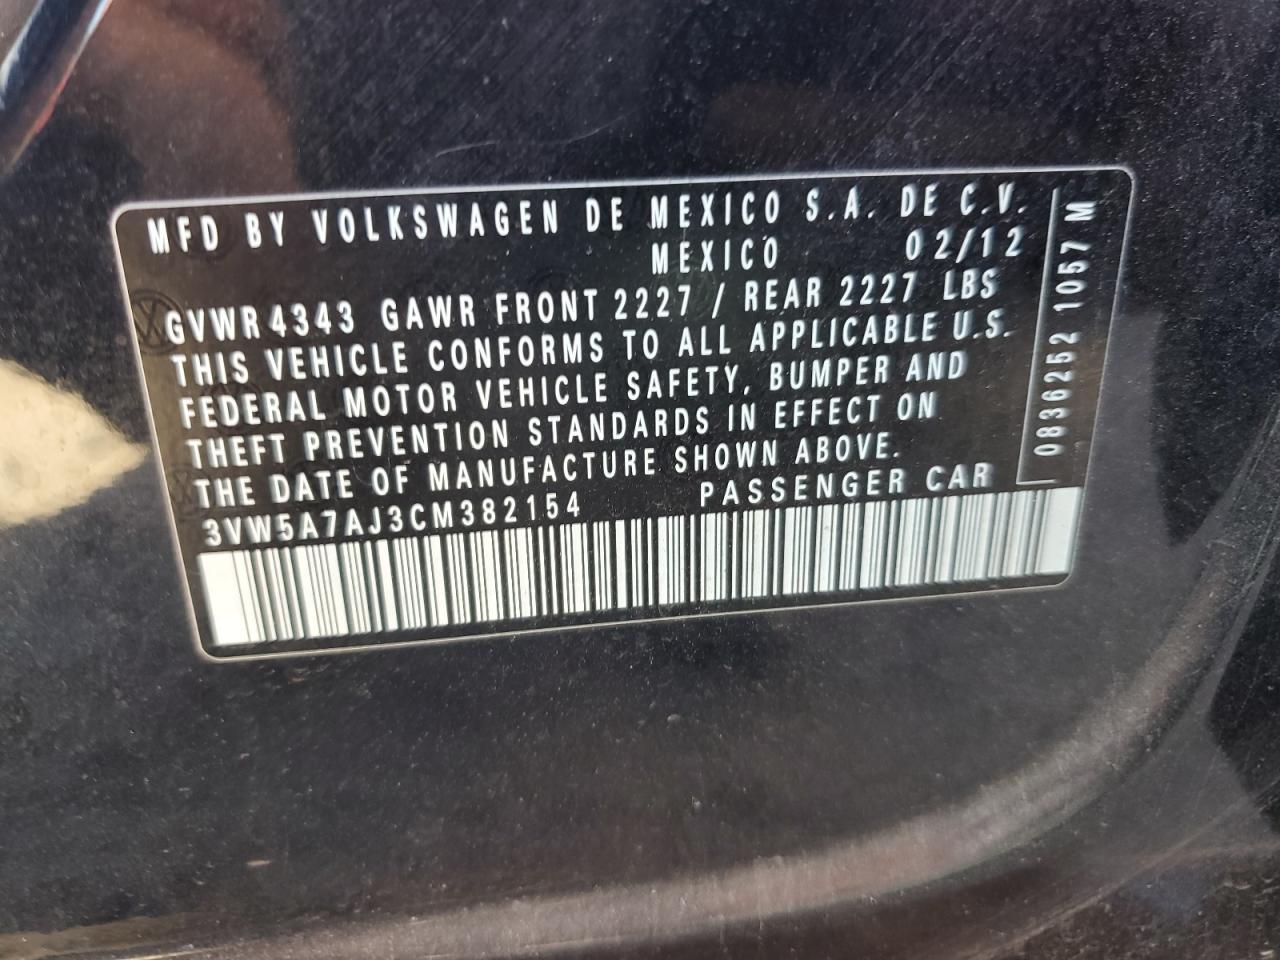 MFD BY VOLKSWAGEN DE MEXICO S.A. DE C.V.
MEXICO 02/12
GVWR 4343 GAWR FRONT 2227 / REAR 2227 LBS
THIS VEHICLE CONFORMS TO ALL APPLICABLE U.S.
FEDERAL MOTOR VEHICLE SAFETY, BUMPER AND
THEFT PREVENTION STANDARDS IN EFFECT ON
THE DATE OF MANUFACTURE SHOWN ABOVE.
3VW5A7AJ3CM382154 PASSENGER CAR
0836252 1057 M